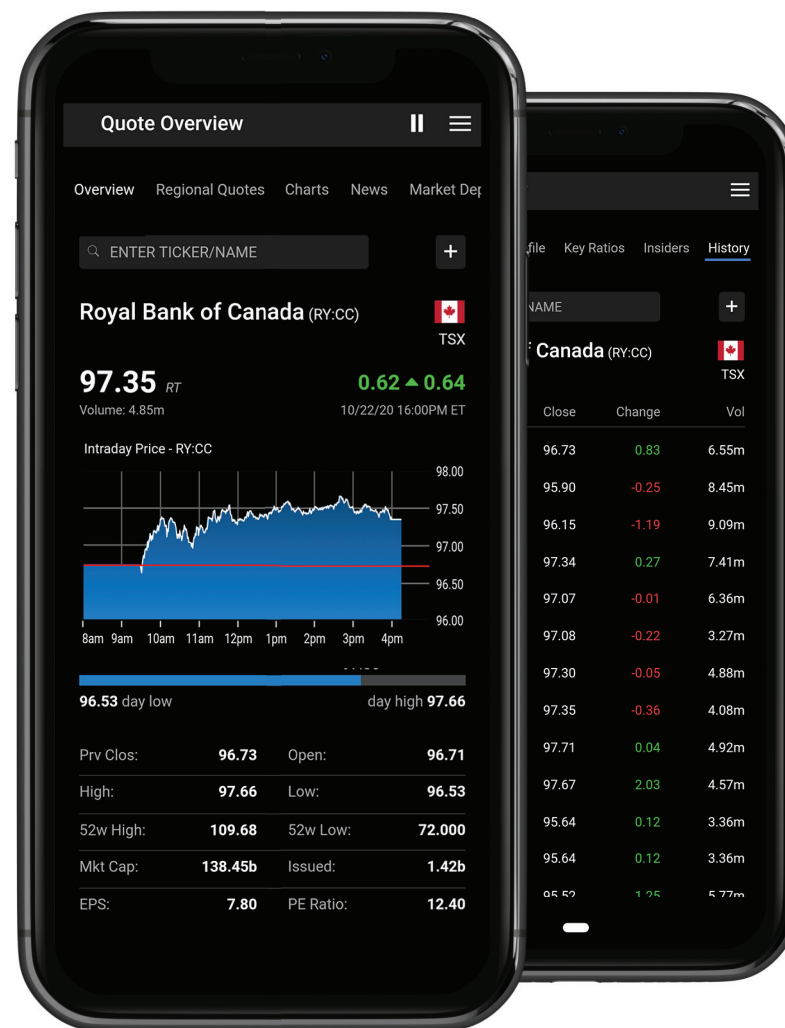 Quote Overview
Overview Regional Quotes Charts News Market Dep
ENTER TICKER/NAME +
Royal Bank of Canada (RY:CC)
TSX
97.35 RT 0.62 0.64
Volume: 4.85m 10/22/20 16:00PM ET
Intraday Price - RY:CC
98.00
97.50
97.00
96.50
96.00
8am 9am 10am 11am 12pm 1pm 2pm 3pm 4pm
96.53 day low day high 97.66
Prv Clos: 96.73 Open: 96.71
High: 97.66 Low: 96.53
52w High: 109.68 52w Low: 72.000
Mkt Cap: 138.45b Issued: 1.42b
EPS: 7.80 PE Ratio: 12.40
file Key Ratios Insiders History
NAME +
f Canada (RY:CC)
TSX
Close Change Vol
96.73 0.83 6.55m
95.90 -0.25 8.45m
96.15 -1.19 9.09m
97.34 0.27 7.41m
97.07 -0.01 6.36m
97.08 -0.22 3.27m
97.30 -0.05 4.88m
97.35 -0.36 4.08m
97.71 0.04 4.92m
97.67 2.03 4.57m
95.64 0.12 3.36m
95.64 0.12 3.36m
95.52 1.25 5.77m